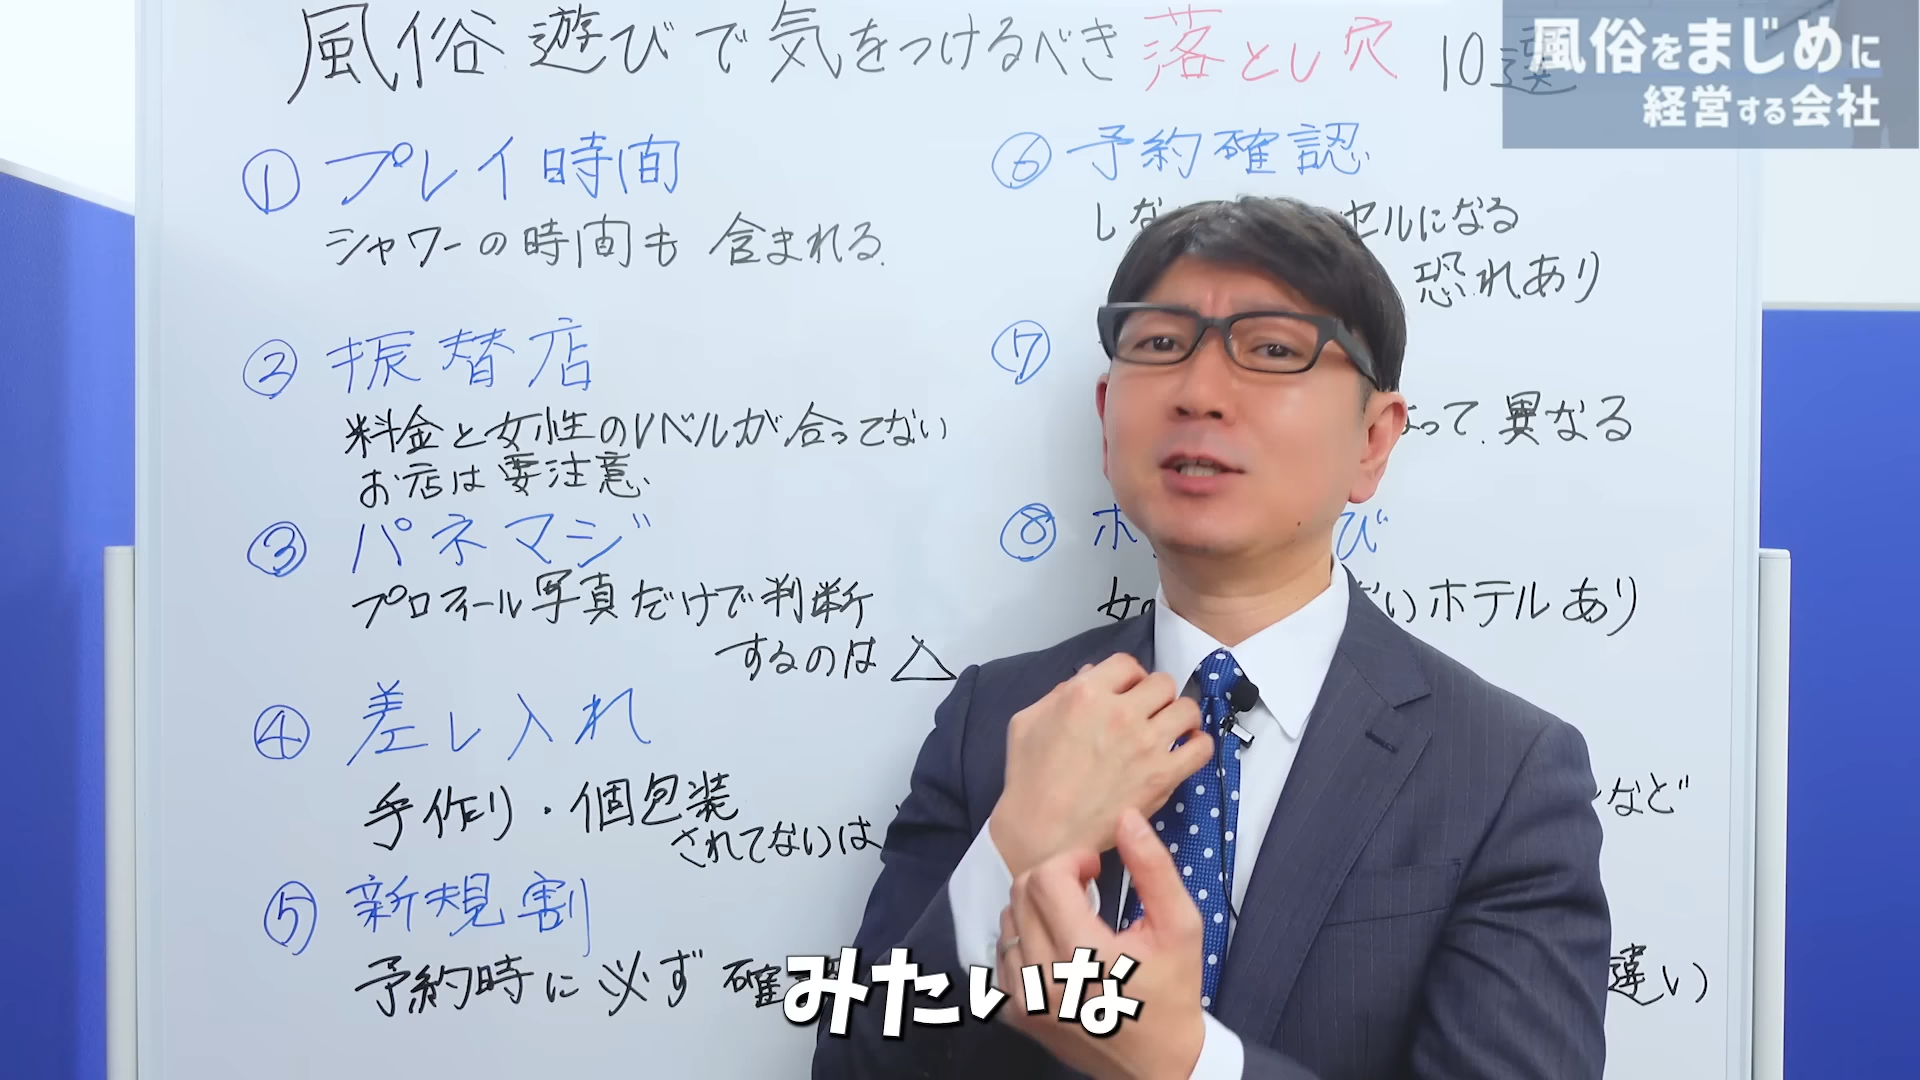 風俗遊びで気をつけるべき落とし穴 10選
風俗をまじめに
経営する会社
① プレイ時間
シャワーの時間も含まれる.
② 振替店
料金と女性のレベルが合ってない
お店は要注意
③ パネマジ
プロフィール写真だけで判断
するのは△
④ 差し入れ
手作り・個包装
されてないは
⑤ 新規割
予約時に必ず確
⑥ 予約確認
しな
セルになる
恐れあり
⑦
って異なる
⑧ ホ
び
女
いホテルあり
など
違い)
みたいな